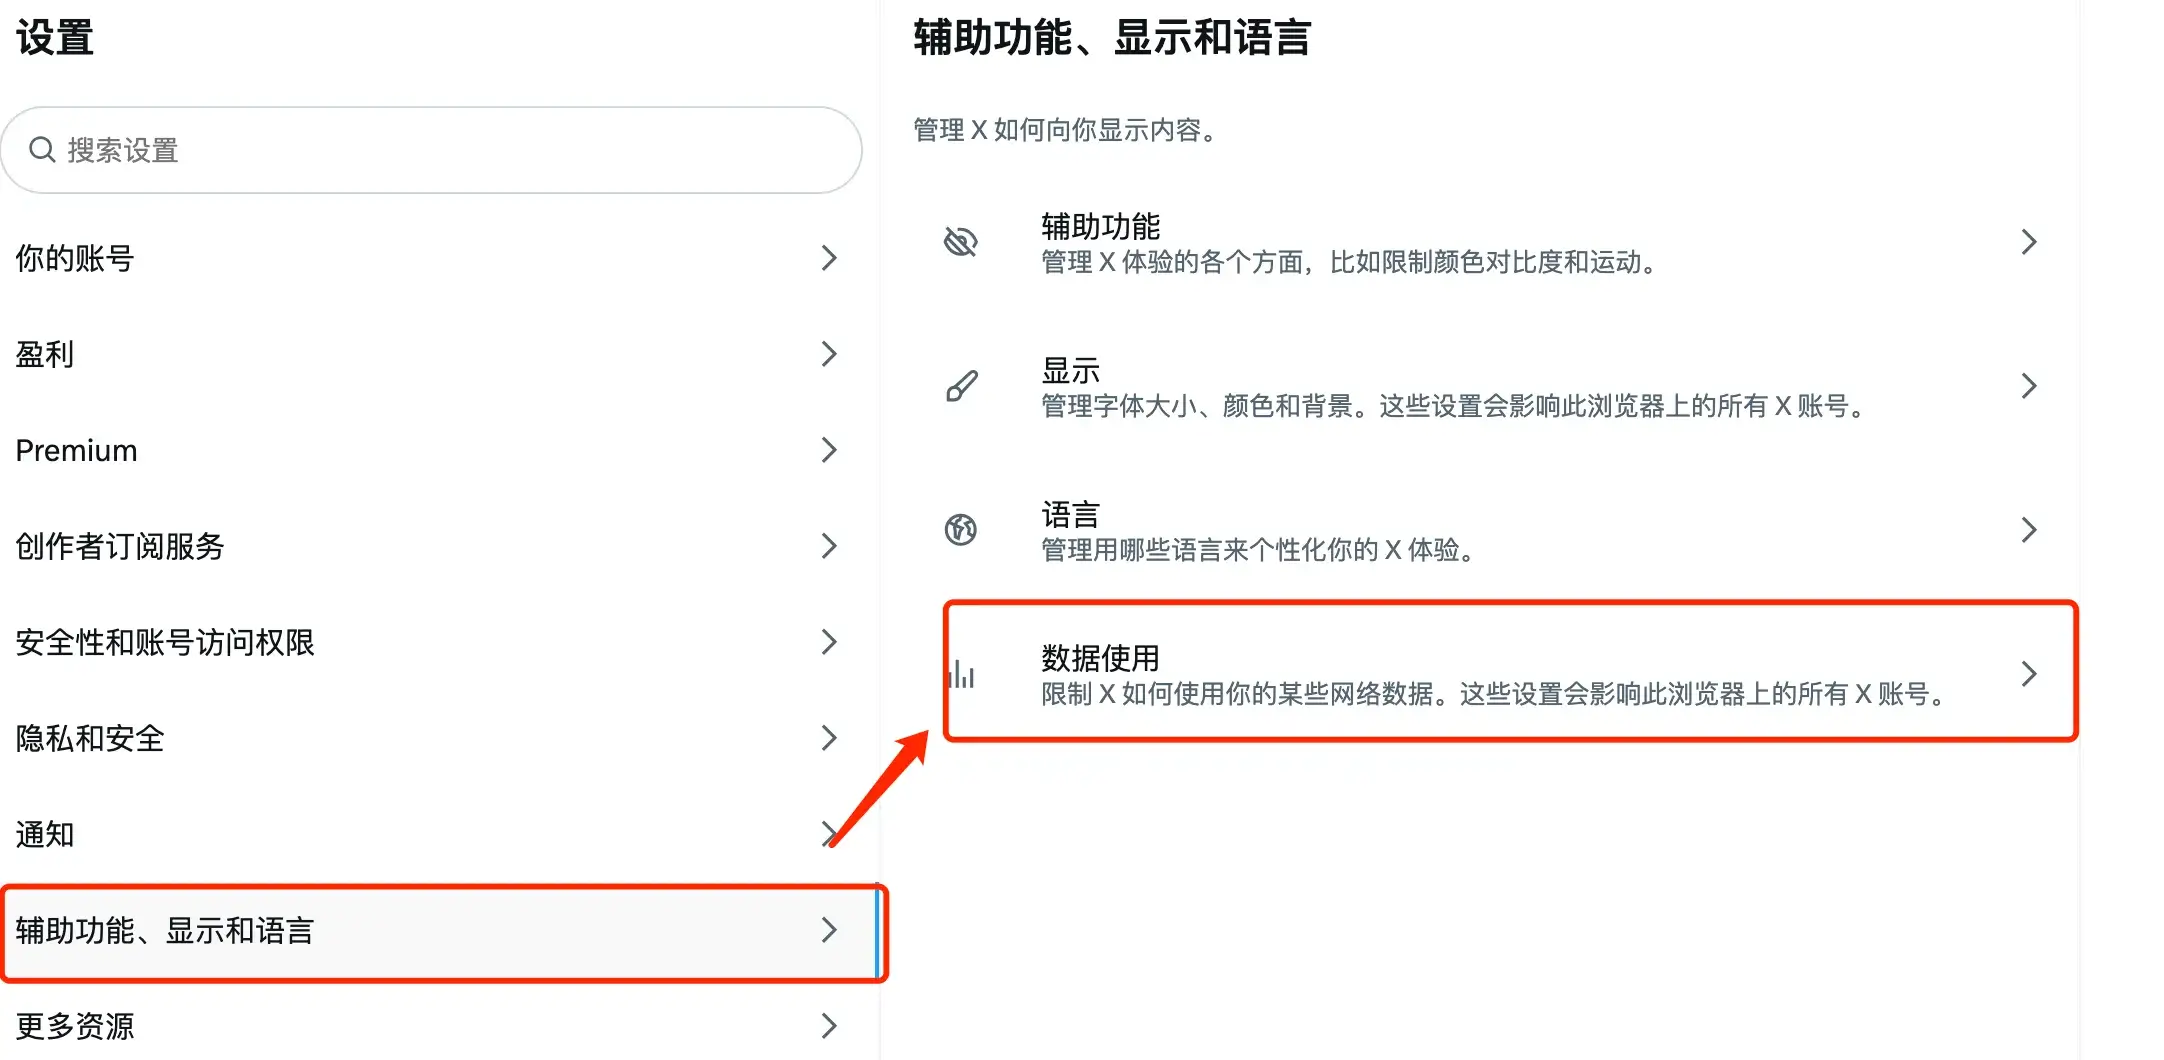 设置
搜索设置
你的账号
盈利
Premium
创作者订阅服务
安全性和账号访问权限
隐私和安全
通知
辅助功能、显示和语言
更多资源
辅助功能、显示和语言
管理 X 如何向你显示内容。
辅助功能
管理 X 体验的各个方面，比如限制颜色对比度和运动。
显示
管理字体大小、颜色和背景。这些设置会影响此浏览器上的所有 X 账号。
语言
管理用哪些语言来个性化你的 X 体验。
数据使用
限制 X 如何使用你的某些网络数据。这些设置会影响此浏览器上的所有 X 账号。